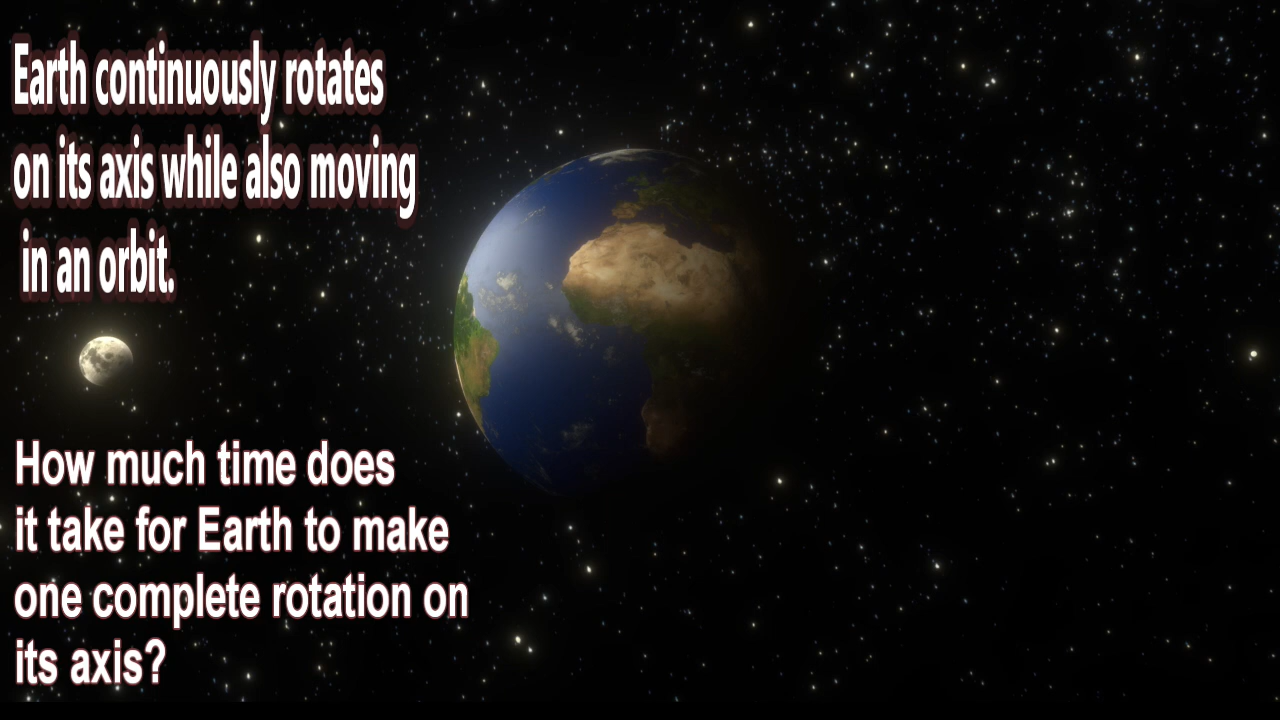 Earth continuously rotates
on its axis while also moving
in an orbit.
How much time does
it take for Earth to make
one complete rotation on
its axis?